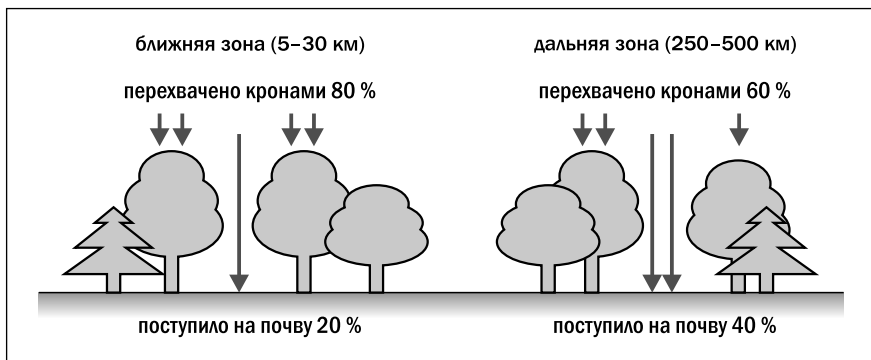 ближняя зона (5–30 км)
перехвачено кронами 80 %
поступило на почву 20 %
дальняя зона (250–500 км)
перехвачено кронами 60 %
поступило на почву 40 %